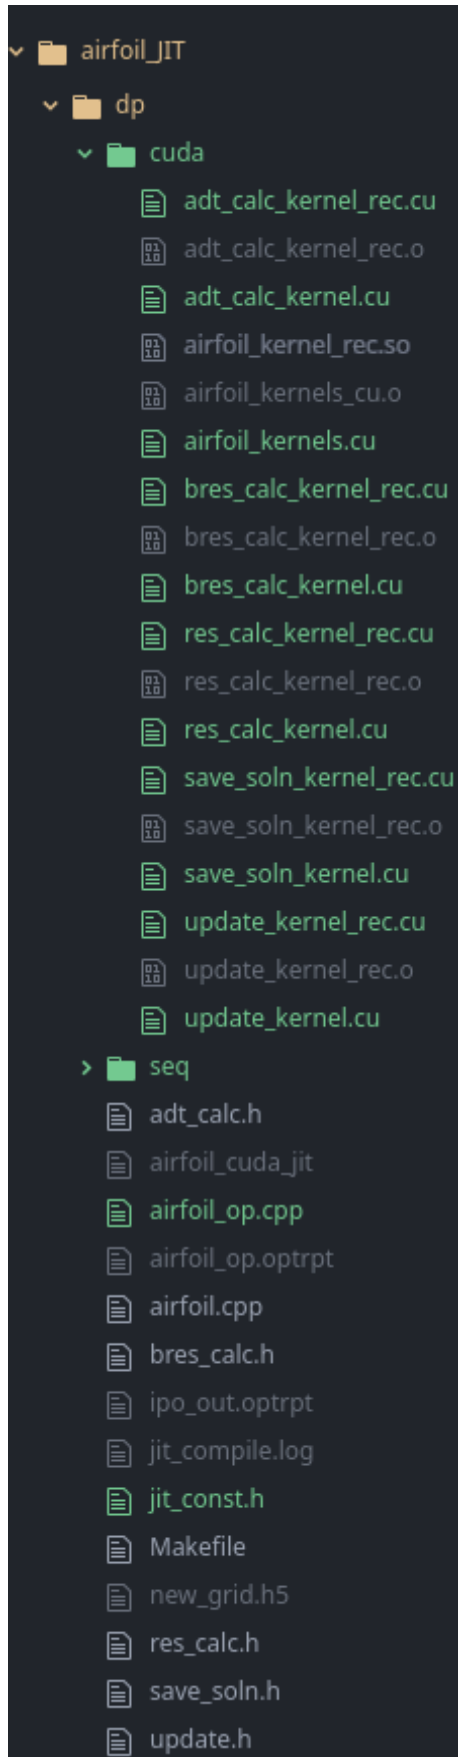 airfoil_JIT
dp
cuda
adt_calc_kernel_rec.cu
adt_calc_kernel_rec.o
adt_calc_kernel.cu
airfoil_kernel_rec.so
airfoil_kernels_cu.o
airfoil_kernels.cu
bres_calc_kernel_rec.cu
bres_calc_kernel_rec.o
bres_calc_kernel.cu
res_calc_kernel_rec.cu
res_calc_kernel_rec.o
res_calc_kernel.cu
save_soln_kernel_rec.cu
save_soln_kernel_rec.o
save_soln_kernel.cu
update_kernel_rec.cu
update_kernel_rec.o
update_kernel.cu
seq
adt_calc.h
airfoil_cuda_jit
airfoil_op.cpp
airfoil_op.optrpt
airfoil.cpp
bres_calc.h
ipo_out.optrpt
jit_compile.log
jit_const.h
Makefile
new_grid.h5
res_calc.h
save_soln.h
update.h